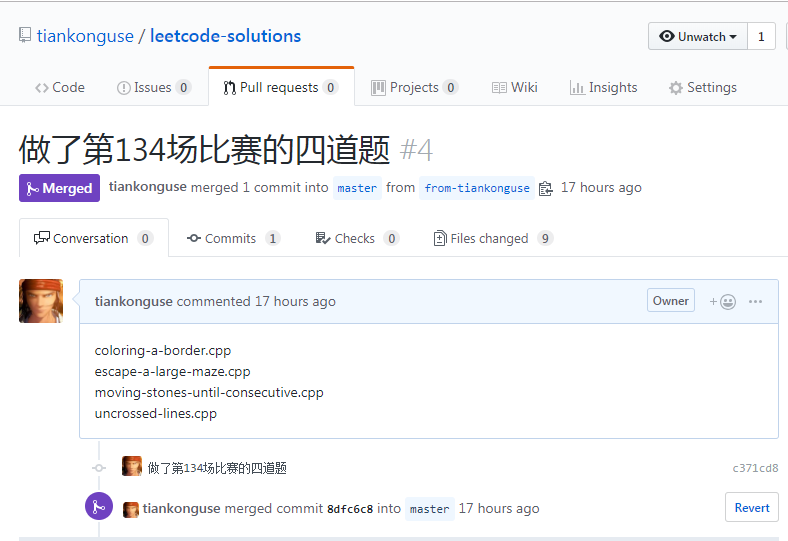 tiankonguse / leetcode-solutions
Unwatch 1
Code Issues 0 Pull requests 0 Projects 0 Wiki Insights Settings
做了第134场比赛的四道题 #4
Merged tiankonguse merged 1 commit into master from from-tiankonguse 17 hours ago
Conversation 0 Commits 1 Checks 0 Files changed 9
tiankonguse commented 17 hours ago Owner
coloring-a-border.cpp
escape-a-large-maze.cpp
moving-stones-until-consecutive.cpp
uncrossed-lines.cpp
做了第134场比赛的四道题 c371cd8
tiankonguse merged commit 8dfc6c8 into master 17 hours ago Revert